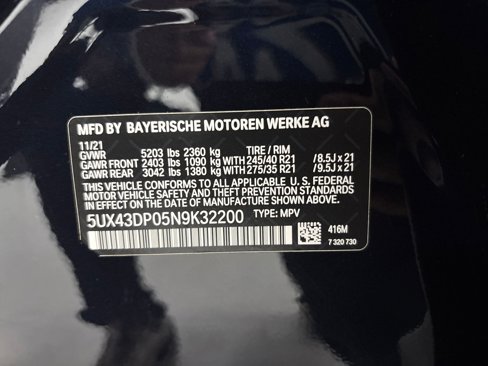 MFD BY BAYERISCHE MOTOREN WERKE AG
11/21
GVWR 5203 lbs 2360 kg TIRE / RIM
GAWR FRONT 2403 lbs 1090 kg WITH 245/40 R21 /8.5J x 21
GAWR REAR 3042 lbs 1380 kg WITH 275/35 R21 /9.5J x 21
THIS VEHICLE CONFORMS TO ALL APPLICABLE U.S. FEDERAL
MOTOR VEHICLE SAFETY AND THEFT PREVENTION STANDARDS
IN EFFECT ON THE DATE OF MANUFACTURE SHOWN ABOVE.
5UX43DP05N9K32200 TYPE: MPV
416M
7 320 730